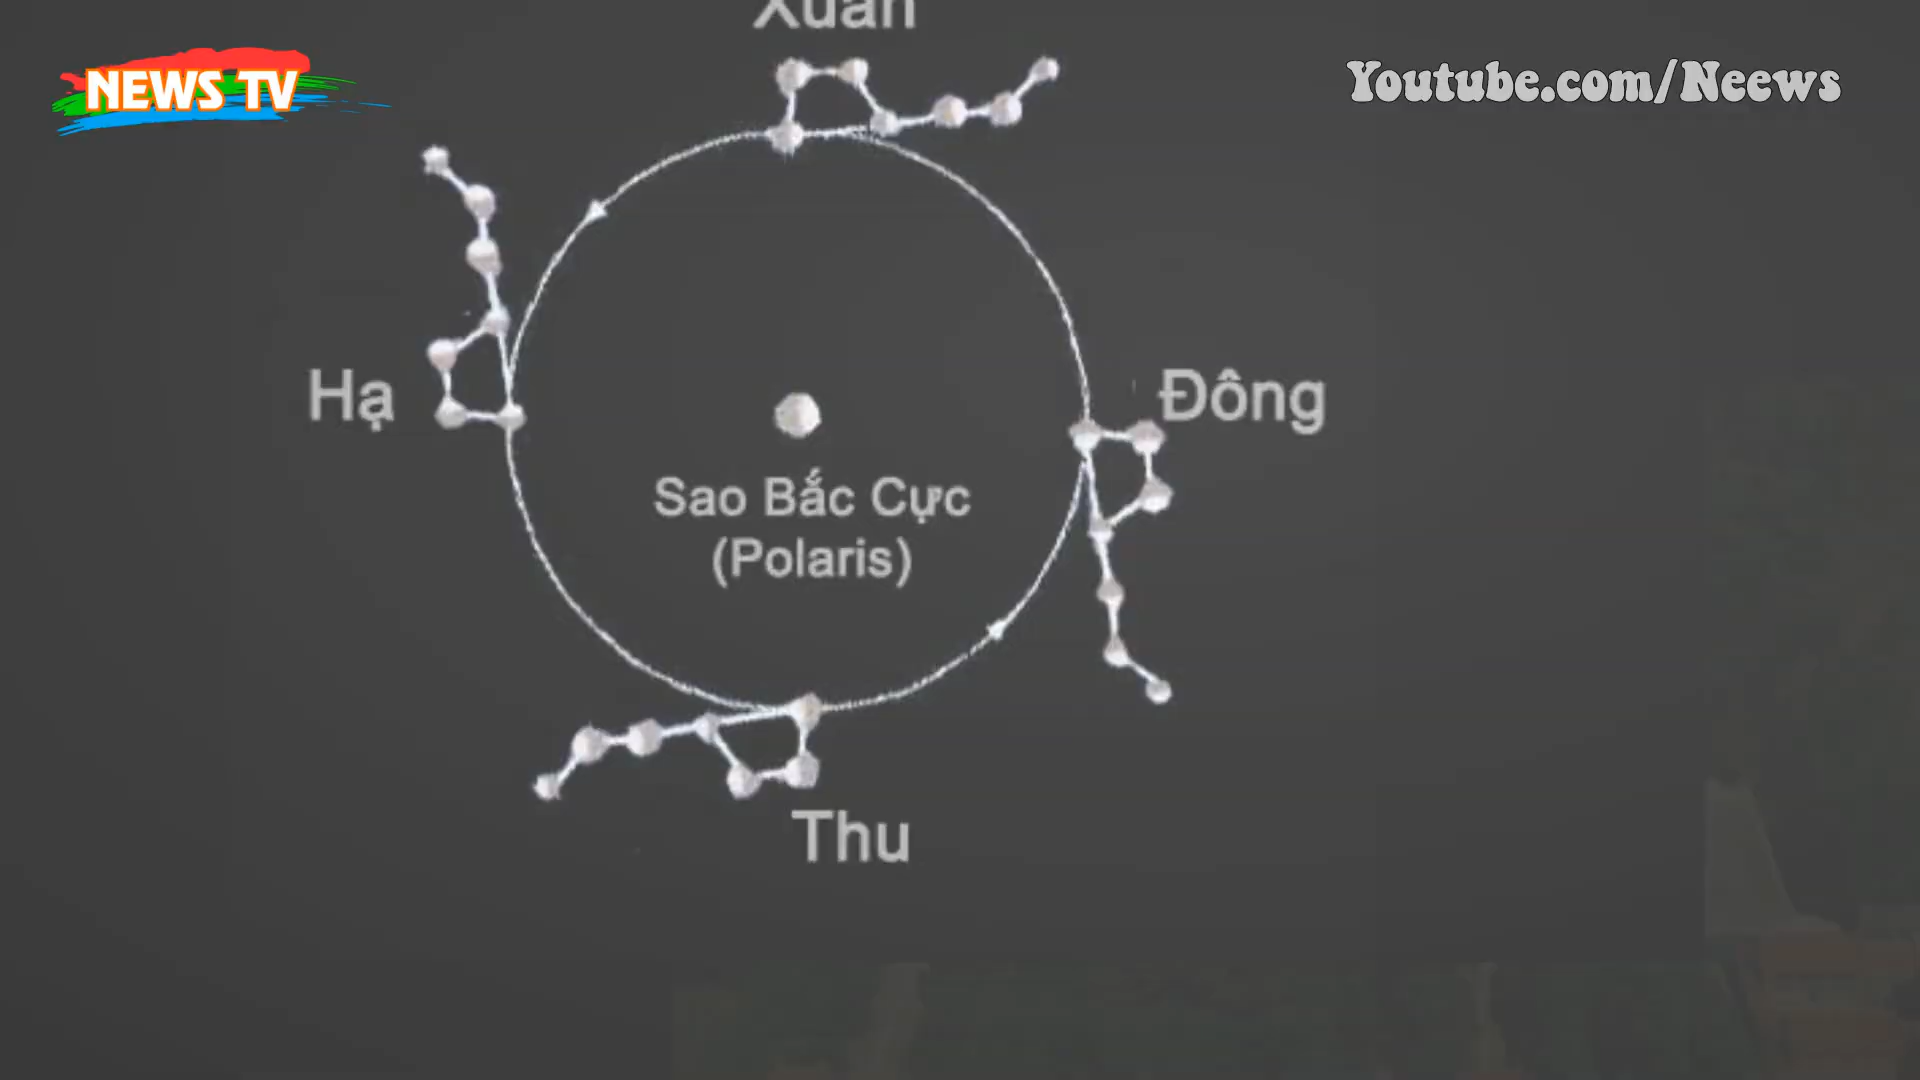 Xuân
NEWS TV
Youtube.com/Neews
Hạ
Đông
Sao Bắc Cực
(Polaris)
Thu